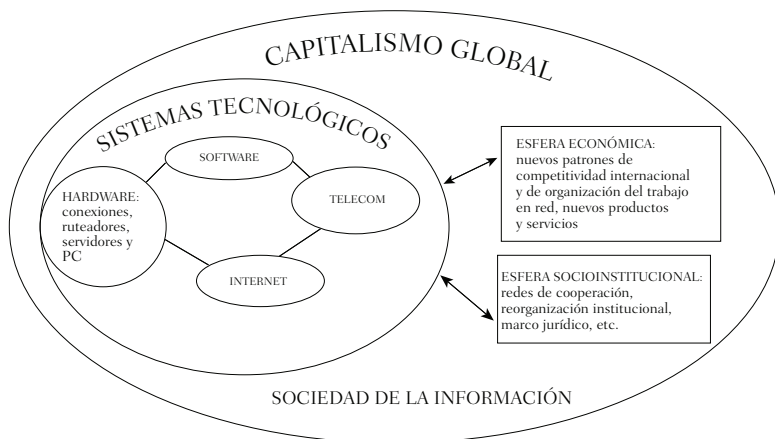 CAPITALISMO GLOBAL
SISTEMAS TECNOLÓGICOS
SOFTWARE
HARDWARE:
conexiones,
ruteadores,
servidores y
PC
TELECOM
INTERNET
ESFERA ECONÓMICA:
nuevos patrones de
competitividad internacional
y de organización del trabajo
en red, nuevos productos
y servicios
ESFERA SOCIOINSTITUCIONAL:
redes de cooperación,
reorganización institucional,
marco jurídico, etc.
SOCIEDAD DE LA INFORMACIÓN